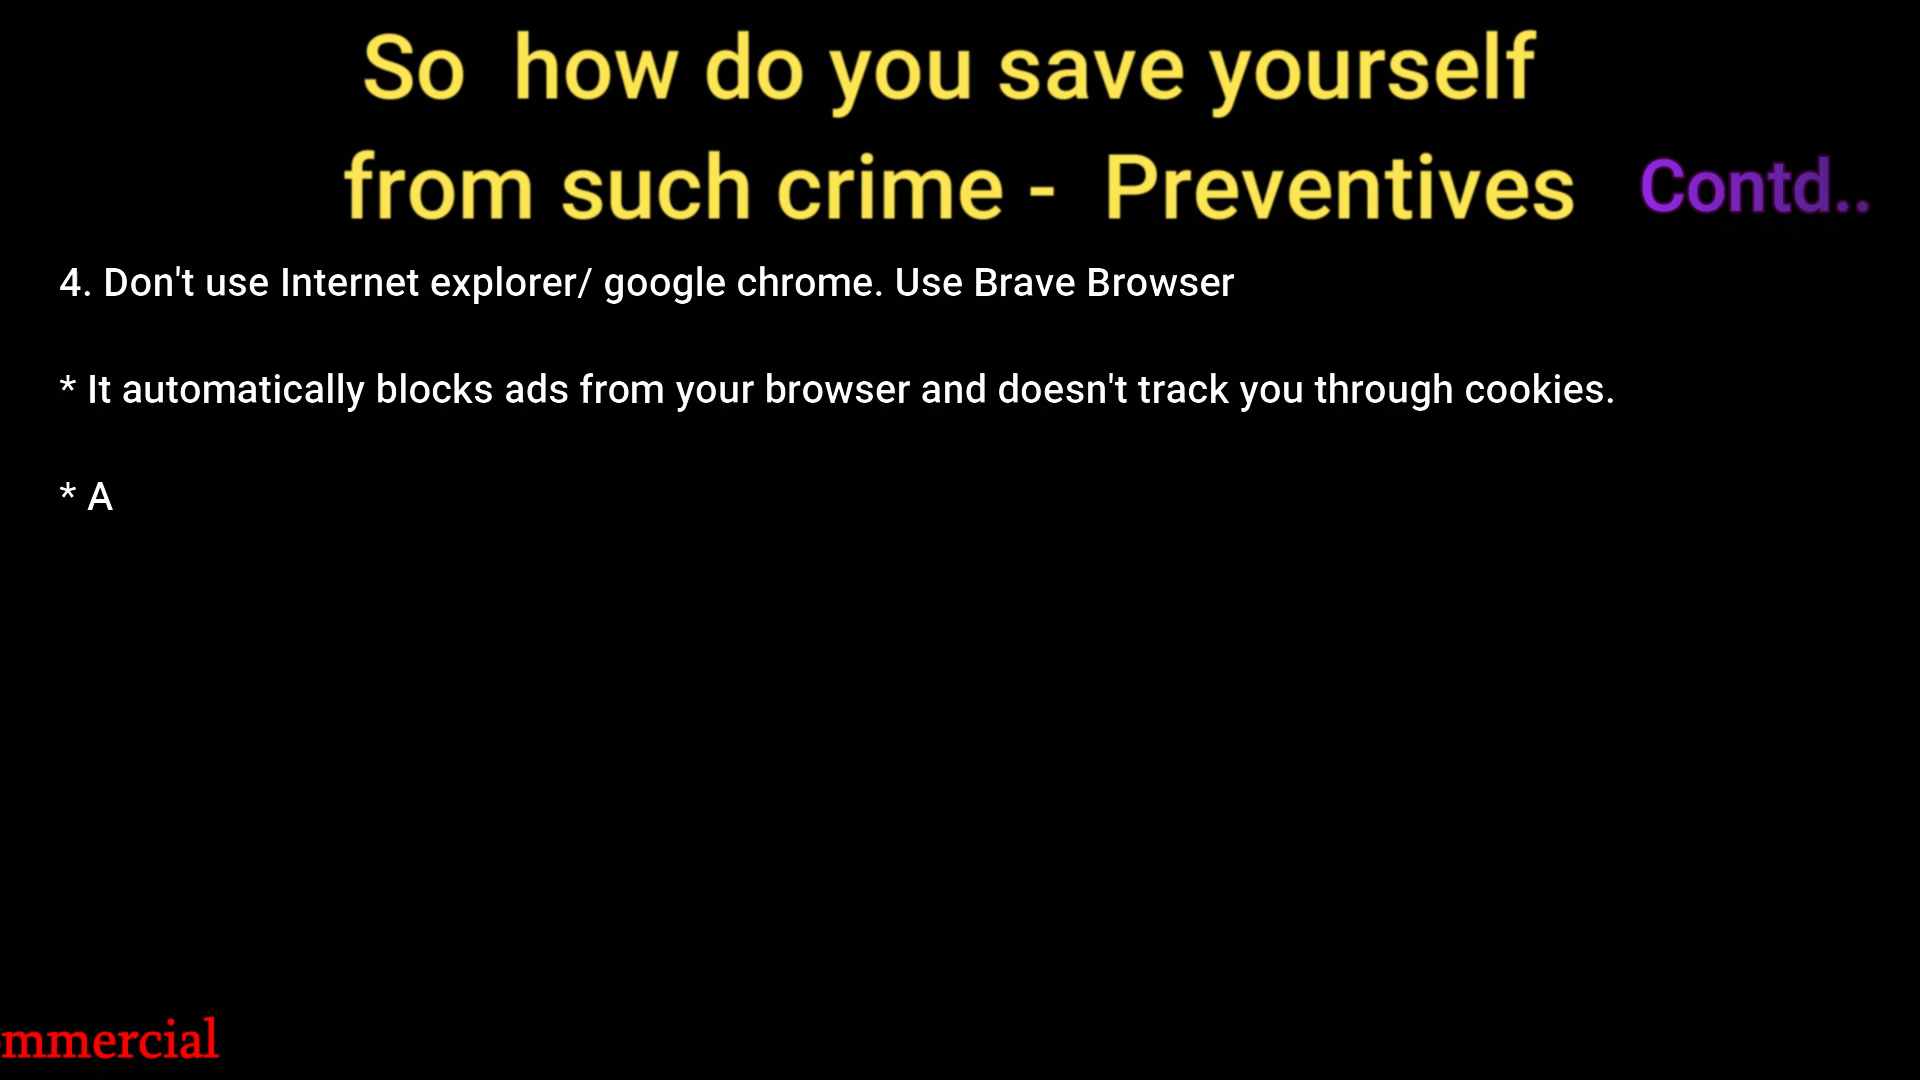 So how do you save yourself
from such crime - Preventives Contd..
4. Don't use Internet explorer/ google chrome. Use Brave Browser
* It automatically blocks ads from your browser and doesn't track you through cookies.
* A
mmercial